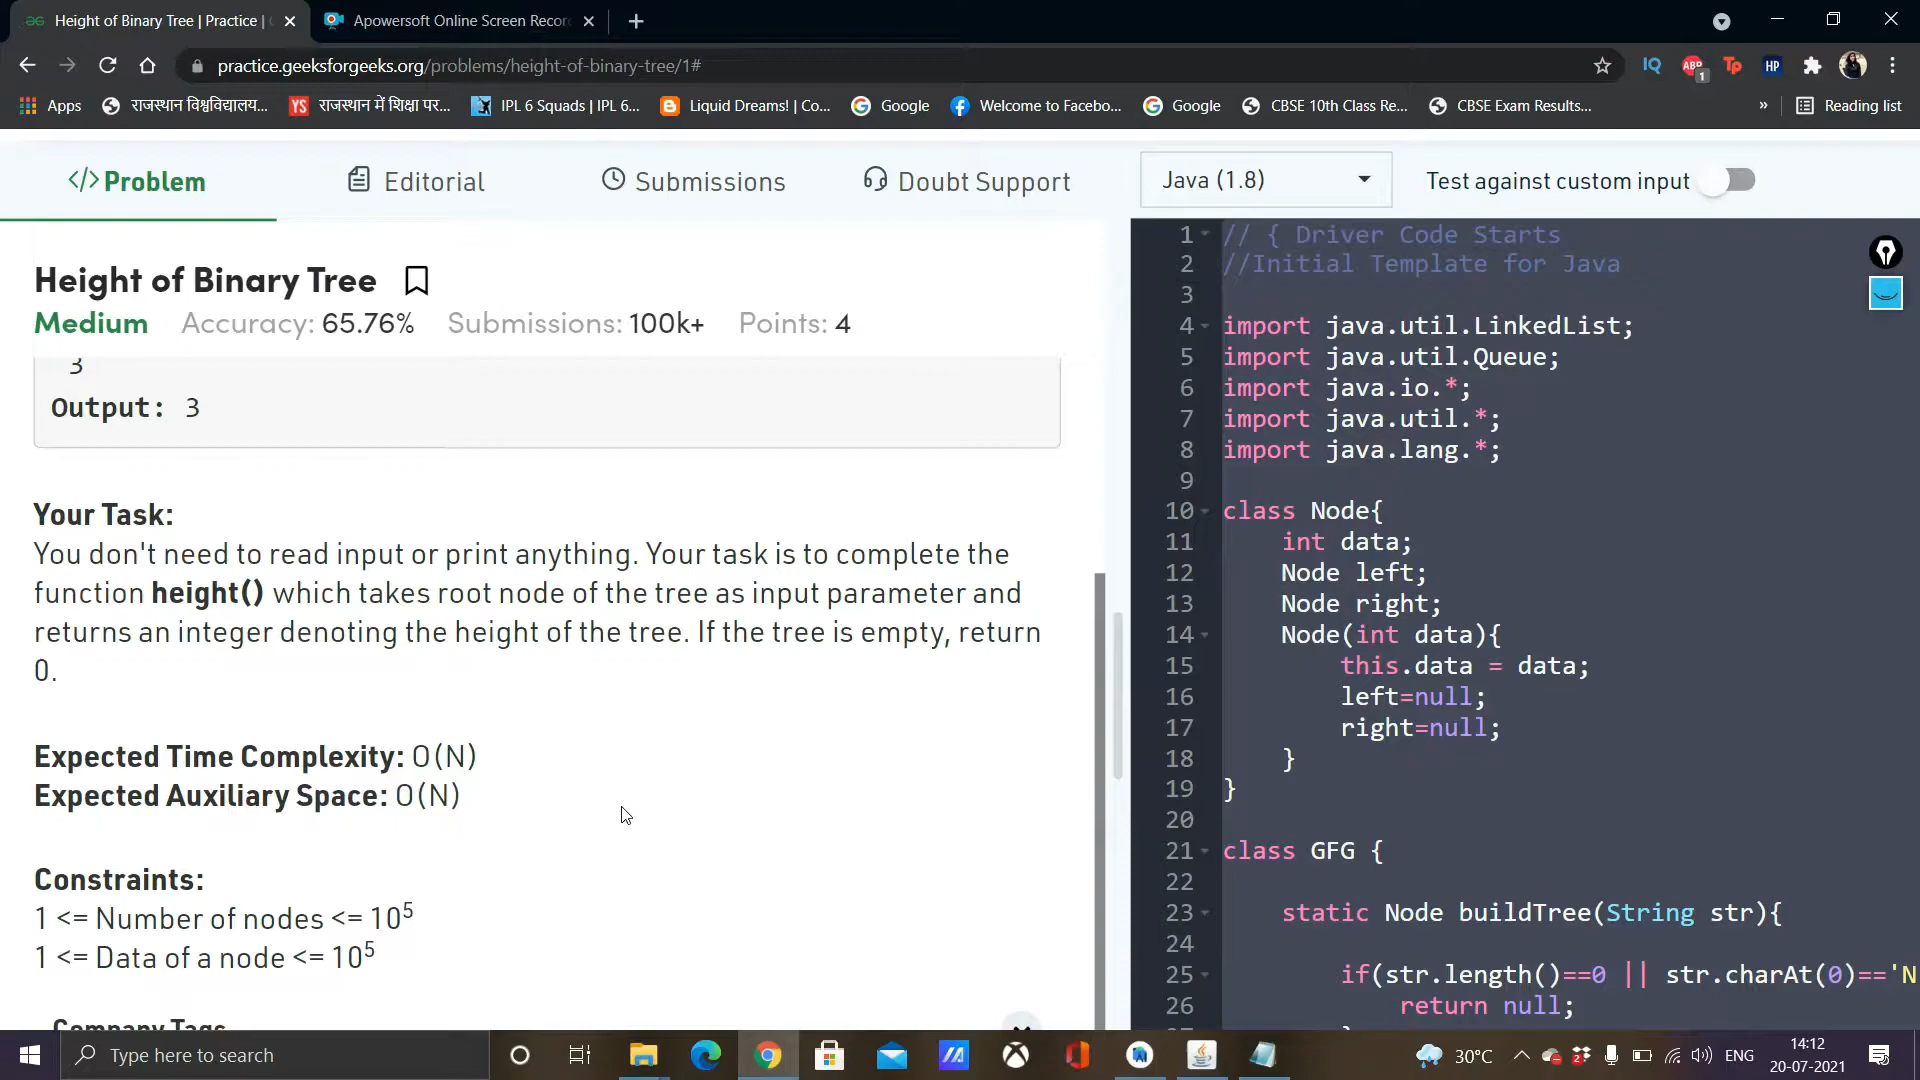 Height of Binary Tree | Practice |
Apowersoft Online Screen Recor
practice.geeksforgeeks.org/problems/height-of-binary-tree/1#
IQ
ABP
1
Tp
HP
Apps
राजस्थान विश्वविद्यालय...
YS
राजस्थान में शिक्षा पर...
IPL 6 Squads | IPL 6...
Liquid Dreams! | Co...
Google
Welcome to Facebo...
Google
CBSE 10th Class Re...
CBSE Exam Results...
»
Reading list
</> Problem
Editorial
Submissions
Doubt Support
Java (1.8)
Test against custom input
Height of Binary Tree
Medium Accuracy: 65.76% Submissions: 100k+ Points: 4
3
Output: 3
Your Task:
You don't need to read input or print anything. Your task is to complete the
function height() which takes root node of the tree as input parameter and
returns an integer denoting the height of the tree. If the tree is empty, return
0.
Expected Time Complexity: O(N)
Expected Auxiliary Space: O(N)
Constraints:
1 <= Number of nodes <= 10⁵
1 <= Data of a node <= 10⁵
Company Tags
1 // { Driver Code Starts
2 //Initial Template for Java
3
4 import java.util.LinkedList;
5 import java.util.Queue;
6 import java.io.*;
7 import java.util.*;
8 import java.lang.*;
9
10 class Node{
11 int data;
12 Node left;
13 Node right;
14 Node(int data){
15 this.data = data;
16 left=null;
17 right=null;
18 }
19 }
20
21 class GFG {
22
23 static Node buildTree(String str){
24
25 if(str.length()==0 || str.charAt(0)=='N
26 return null;
Type here to search
30°C
2
ENG
14:12
20-07-2021